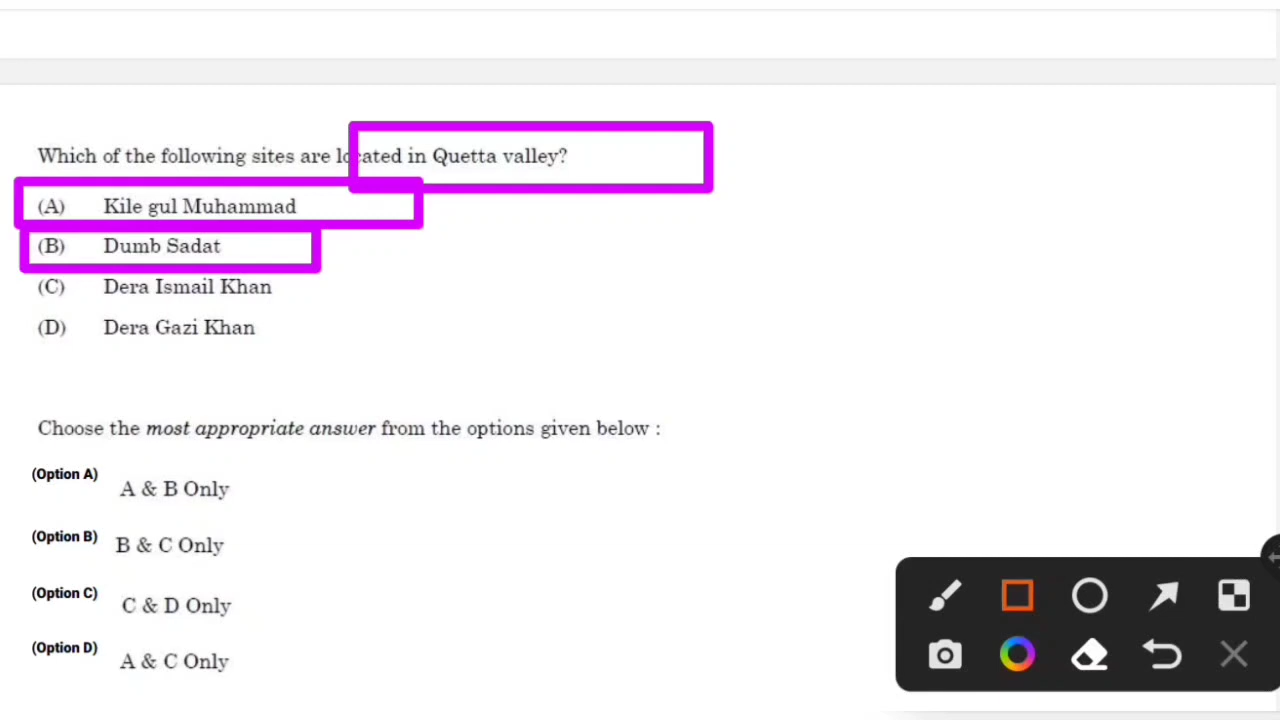 Which of the following sites are located in Quetta valley?
(A) Kile gul Muhammad
(B) Dumb Sadat
(C) Dera Ismail Khan
(D) Dera Gazi Khan
Choose the most appropriate answer from the options given below :
(Option A) A & B Only
(Option B) B & C Only
(Option C) C & D Only
(Option D) A & C Only